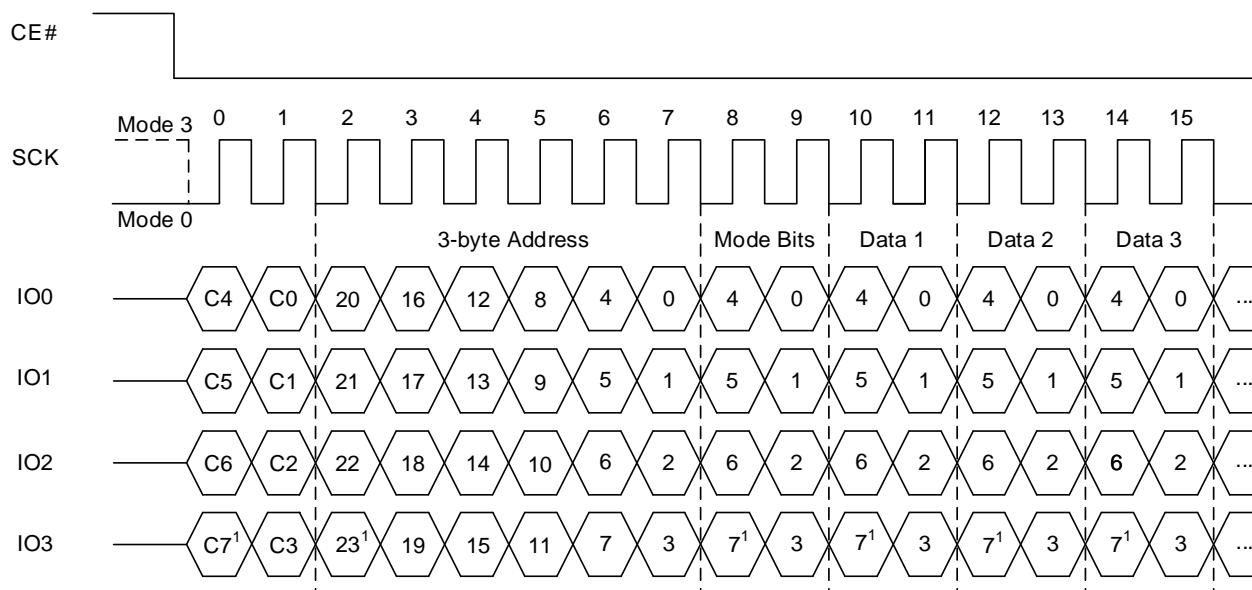 CE#
0 1 2 3 4 5 6 7 8 9 10 11 12 13 14 15
Mode 3
SCK
Mode 0
3-byte Address Mode Bits Data 1 Data 2 Data 3
IO0 C4 C0 20 16 12 8 4 0 4 0 4 0 4 0 4 0 ...
IO1 C5 C1 21 17 13 9 5 1 5 1 5 1 5 1 5 1 ...
IO2 C6 C2 22 18 14 10 6 2 6 2 6 2 6 2 6 2 ...
IO3 C7¹ C3 23¹ 19 15 11 7 3 7¹ 3 7¹ 3 7¹ 3 7¹ 3 ...